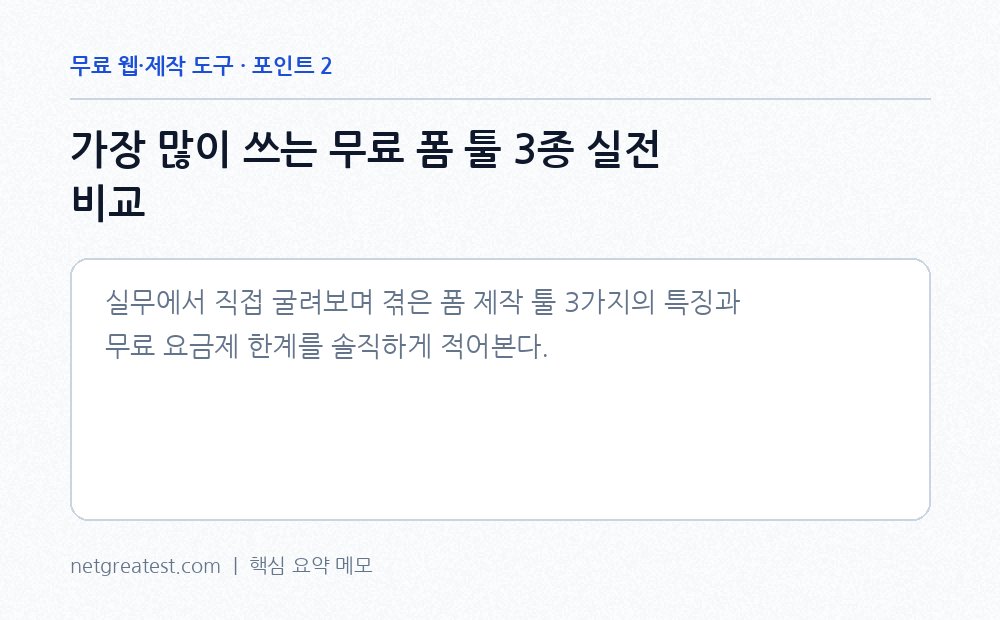 무료 웹·제작 도구 · 포인트 2
가장 많이 쓰는 무료 폼 툴 3종 실전
비교
실무에서 직접 굴려보며 겪은 폼 제작 툴 3가지의 특징과
무료 요금제 한계를 솔직하게 적어본다.
netgreatest.com | 핵심 요약 메모